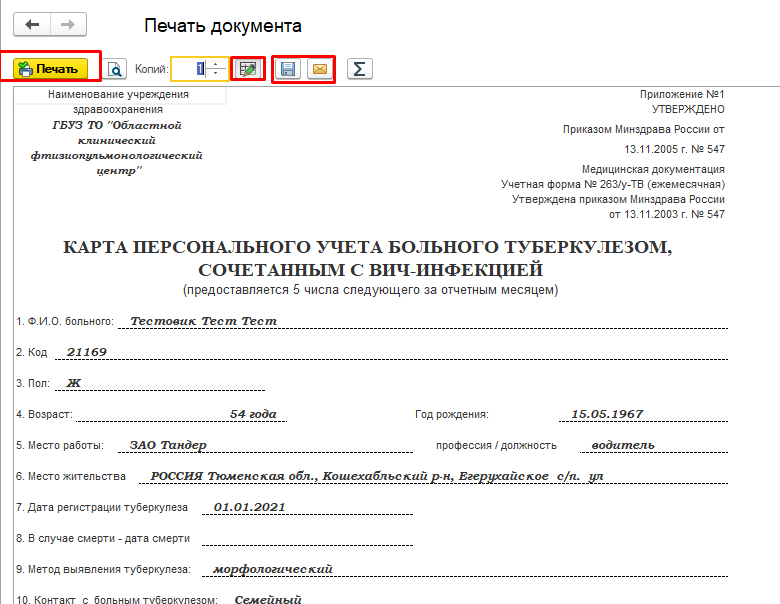 Печать документа
Печать Копий: 1 Σ
Наименование учреждения
здравоохранения
ГБУЗ ТО "Областной
клинический
фтизиопульмонологический
центр"
Приложение №1
УТВЕРЖДЕНО
Приказом Минздрава России от
13.11.2005 г. № 547
Медицинская документация
Учетная форма № 263/у-ТВ (ежемесячная)
Утверждена приказом Минздрава России
от 13.11.2003 г. № 547
КАРТА ПЕРСОНАЛЬНОГО УЧЕТА БОЛЬНОГО ТУБЕРКУЛЕЗОМ,
СОЧЕТАННЫМ С ВИЧ-ИНФЕКЦИЕЙ
(предоставляется 5 числа следующего за отчетным месяцем)
1. Ф.И.О. больного: Тестовик Тест Тест
2. Код 21169
3. Пол: Ж
4. Возраст: 54 года Год рождения: 15.05.1967
5. Место работы: ЗАО Тандер профессия / должность водитель
6. Место жительства РОССИЯ Тюменская обл., Кошехабльский р-н, Егерухайское с/п. ул
7. Дата регистрации туберкулеза 01.01.2021
8. В случае смерти - дата смерти
9. Метод выявления туберкулеза: морфологический
10. Контакт с больным туберкулезом: Семейный